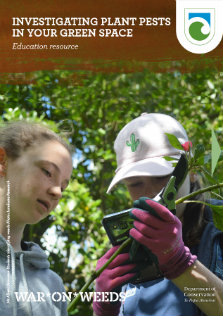 INVESTIGATING PLANT PESTS
IN YOUR GREEN SPACE
Education resource
WAR ON*WEEDS
Department of
Conservation
Te Papa Atawhai